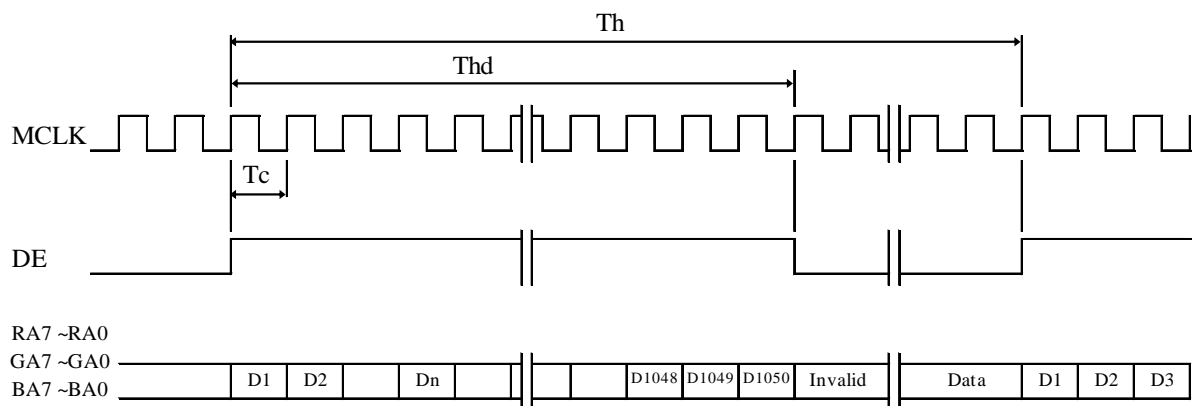 Th
Thd
MCLK
Tc
DE
RA7 ~RA0
GA7 ~GA0
BA7 ~BA0
D1 D2 Dn D1048 D1049 D1050 Invalid Data D1 D2 D3